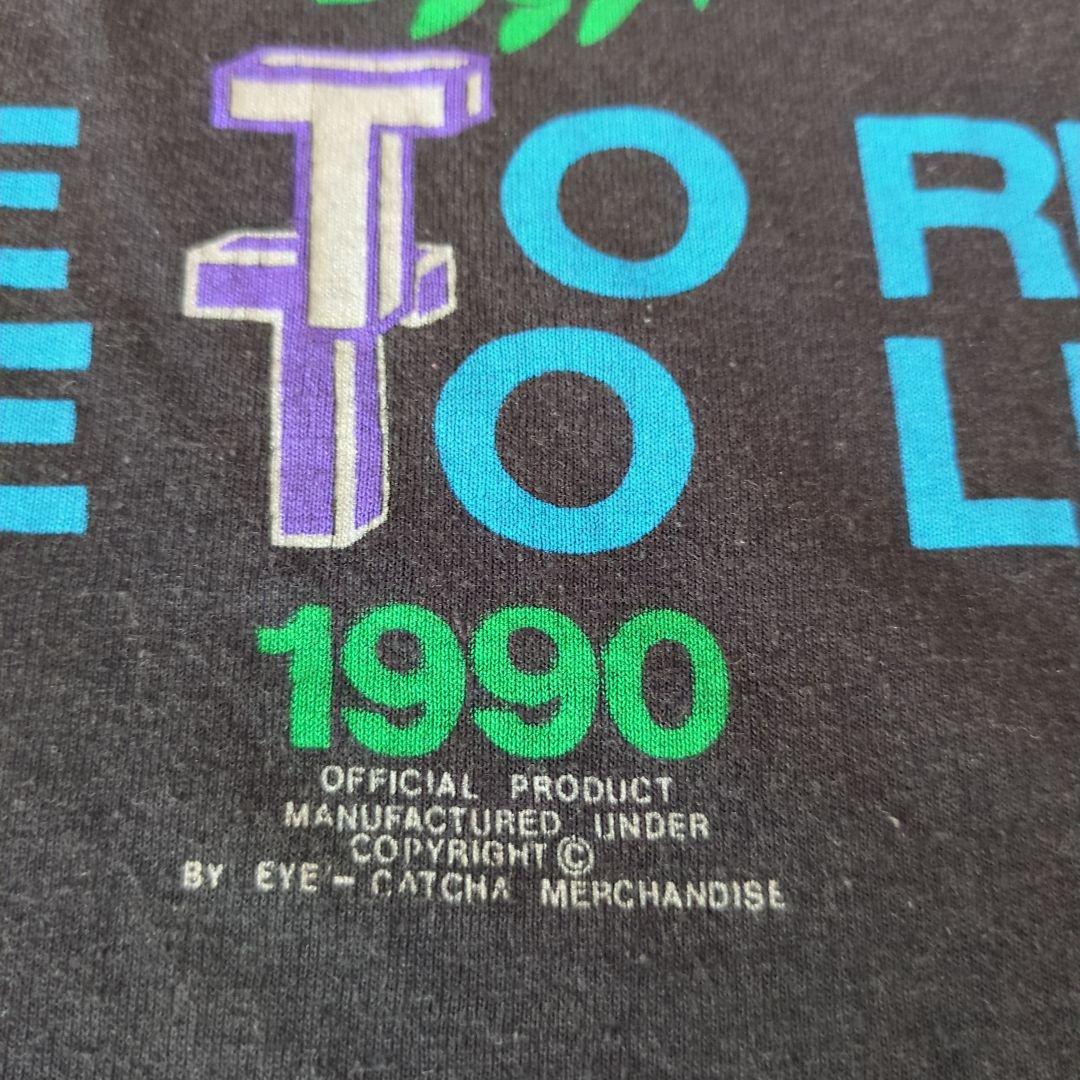 E TO R
E TO L
1990
OFFICIAL PRODUCT
MANUFACTURED UNDER
COPYRIGHT ©
BY EYE - CATCHA MERCHANDISE